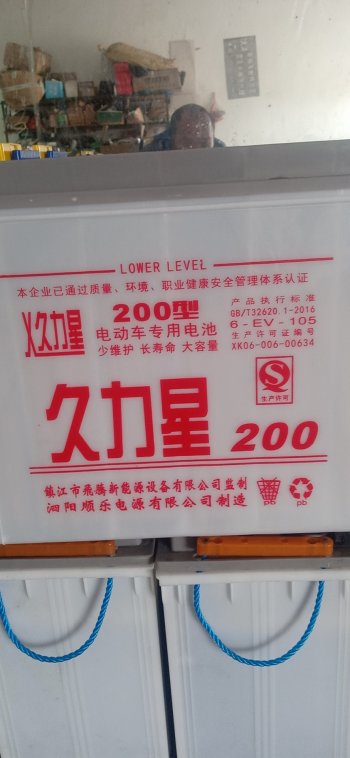 LOWER LEVEL
本企业已通过质量、环境、职业健康安全管理体系认证
久力星
200型
电动车专用电池
少维护 长寿命 大容量
产品执行标准
GB/T32620.1-2016
6-EV-105
生产许可证编号
XK06-006-00634
生产许可
久力星 200
镇江市飛腾新能源设备有限公司监制
泗阳顺乐电源有限公司制造
pb
pb